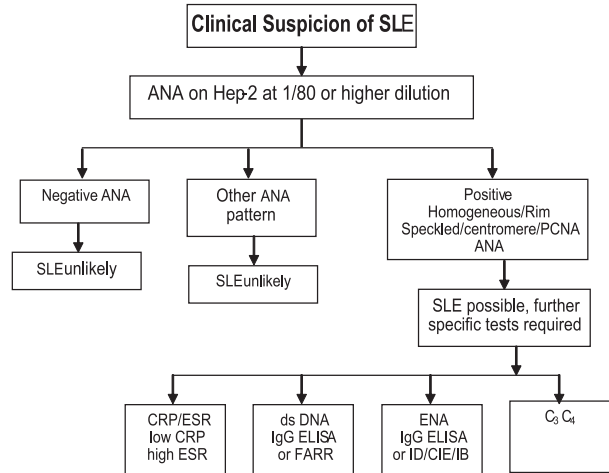 Clinical Suspicion of SLE
ANA on Hep-2 at 1/80 or higher dilution
Negative ANA
SLEunlikely
Other ANA
pattern
SLEunlikely
Positive
Homogeneous/Rim
Speckled/centromere/PCNA
ANA
SLE possible, further
specific tests required
CRP/ESR
low CRP
high ESR
ds DNA
IgG ELISA
or FARR
ENA
IgG ELISA
or ID/CIE/IB
C₃ C₄